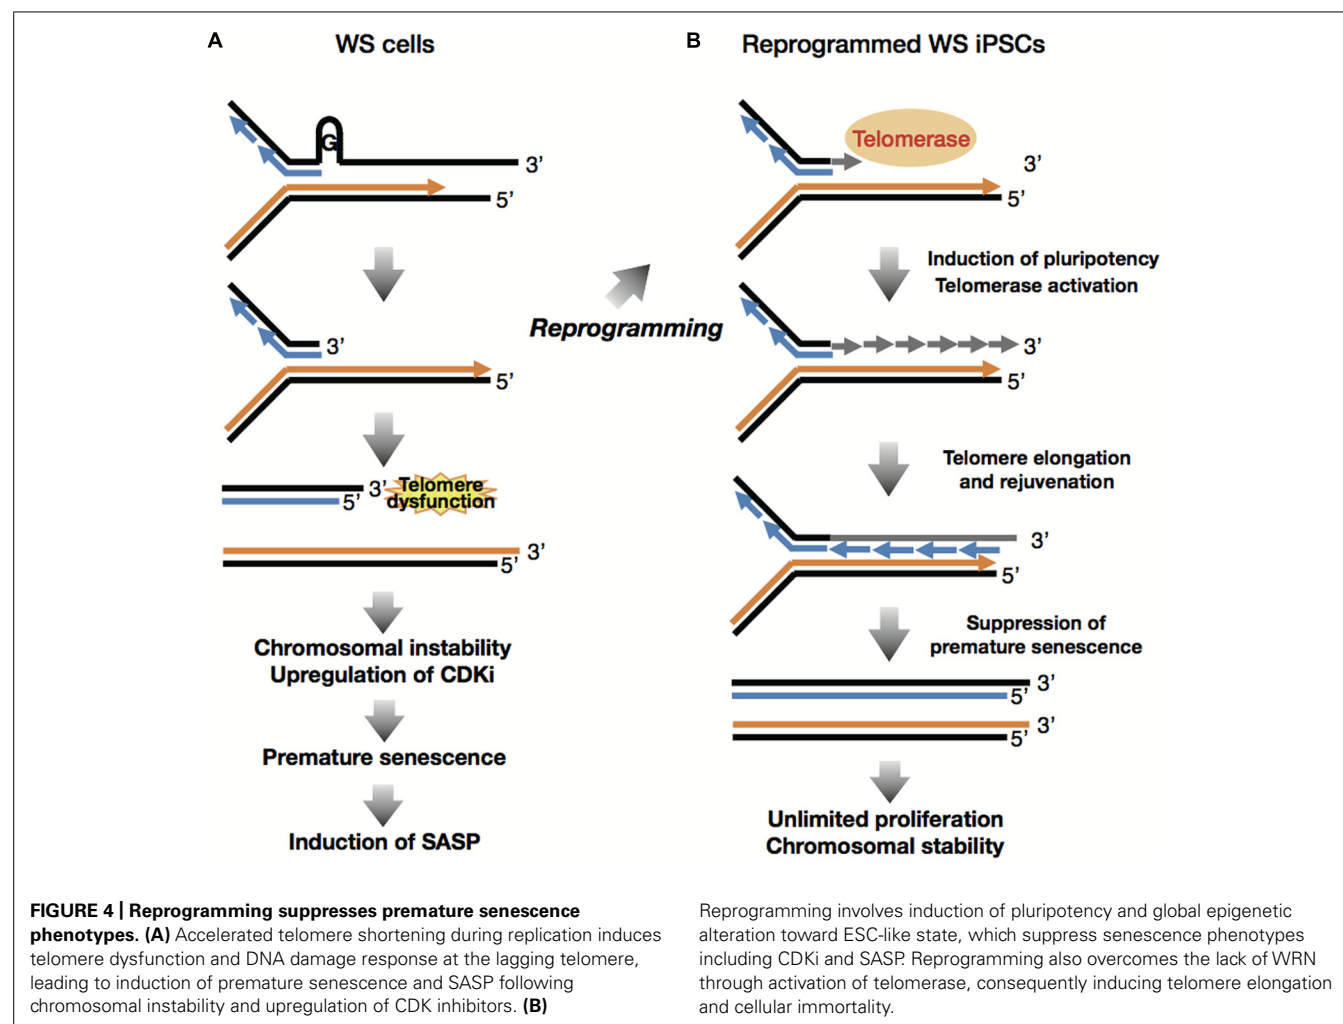 A
WS cells
G
3’
5’
3’
5’
3’
Telomere
dysfunction
5’
3’
5’
Chromosomal instability
Upregulation of CDKi
Premature senescence
Induction of SASP
Reprogramming
B
Reprogrammed WS iPSCs
Telomerase
3’
5’
Induction of pluripotency
Telomerase activation
3’
5’
Telomere elongation
and rejuvenation
3’
5’
Suppression of
premature senescence
3’
5’
3’
5’
Unlimited proliferation
Chromosomal stability
FIGURE 4 | Reprogramming suppresses premature senescence
phenotypes. (A) Accelerated telomere shortening during replication induces
telomere dysfunction and DNA damage response at the lagging telomere,
leading to induction of premature senescence and SASP following
chromosomal instability and upregulation of CDK inhibitors. (B)
Reprogramming involves induction of pluripotency and global epigenetic
alteration toward ESC-like state, which suppress senescence phenotypes
including CDKi and SASP. Reprogramming also overcomes the lack of WRN
through activation of telomerase, consequently inducing telomere elongation
and cellular immortality.